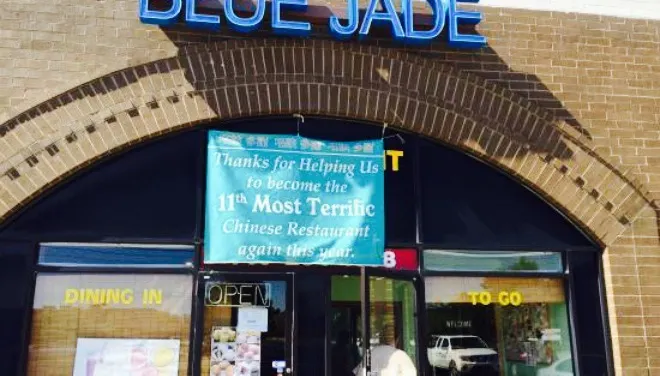 BLUE JADE
Thanks for Helping Us
to become the
11th Most Terrific
Chinese Restaurant
again this year.
DINING IN
OPEN
TO GO
WELCOME